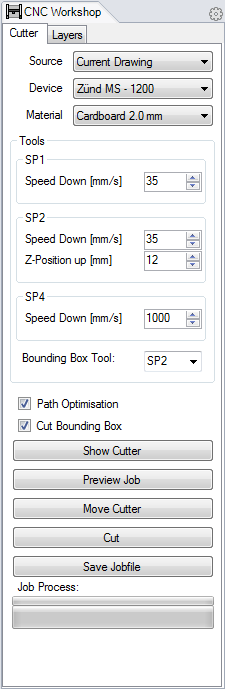 CNC Workshop
Cutter Layers
Source Current Drawing
Device Zünd MS - 1200
Material Cardboard 2.0 mm
Tools
SP1
Speed Down [mm/s] 35
SP2
Speed Down [mm/s] 35
Z-Position up [mm] 12
SP4
Speed Down [mm/s] 1000
Bounding Box Tool: SP2
Path Optimisation
Cut Bounding Box
Show Cutter
Preview Job
Move Cutter
Cut
Save Jobfile
Job Process: